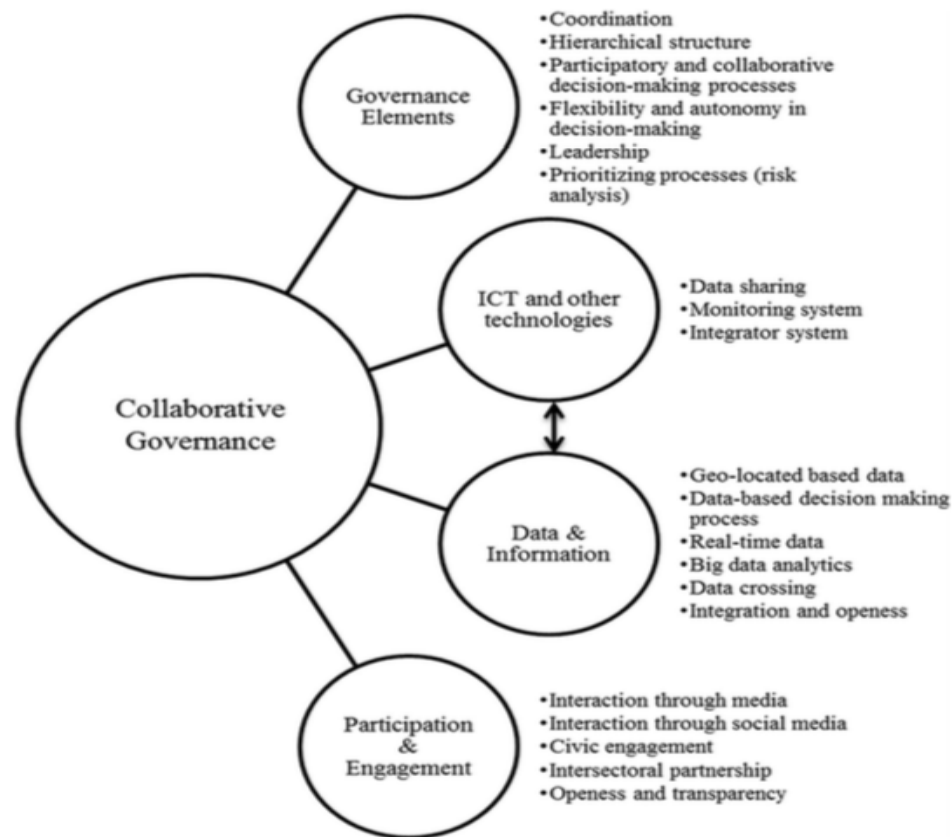 Governance
Elements
•Coordination
•Hierarchical structure
•Participatory and collaborative
decision-making processes
•Flexibility and autonomy in
decision-making
•Leadership
•Prioritizing processes (risk
analysis)
ICT and other
technologies
•Data sharing
•Monitoring system
•Integrator system
Collaborative
Governance
Data &
Information
•Geo-located based data
•Data-based decision making
process
•Real-time data
•Big data analytics
•Data crossing
•Integration and openess
Participation
&
Engagement
•Interaction through media
•Interaction through social media
•Civic engagement
•Intersectoral partnership
•Openess and transparency